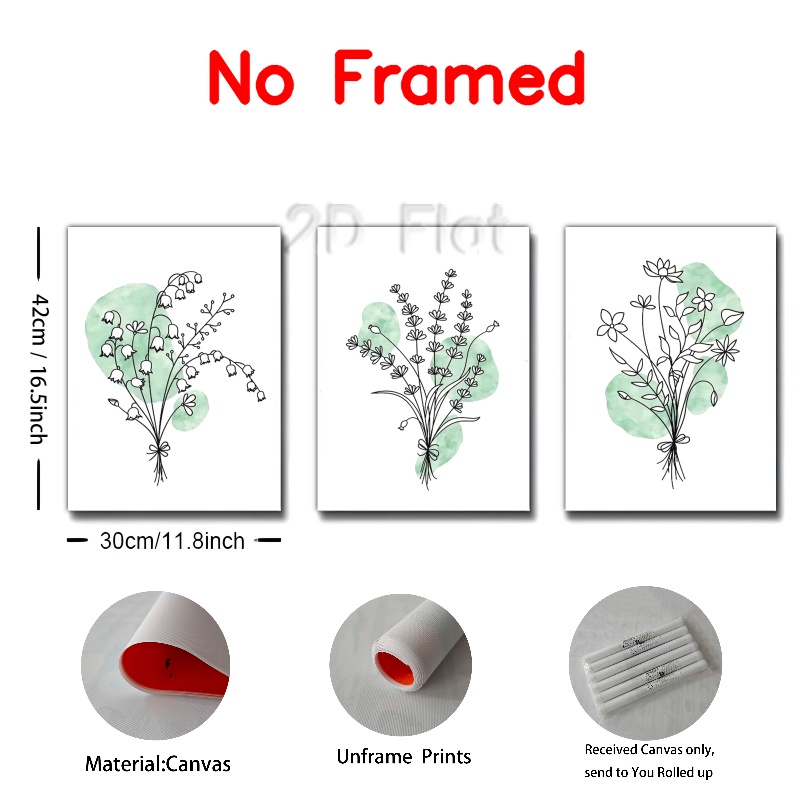 No Framed
2D Flat
42cm / 16.5inch
30cm/11.8inch
Material:Canvas
Unframe Prints
Received Canvas only,
send to You Rolled up